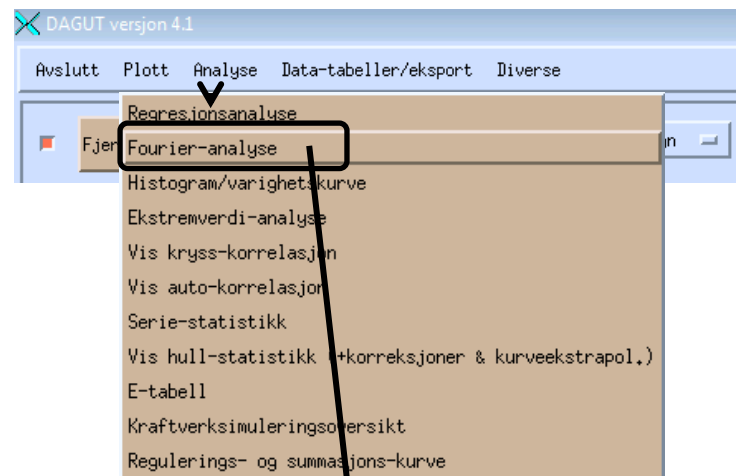 DAGUT versjon 4.1
Avslutt Plott Analyse Data-tabeller/eksport Diverse
Regresjonsanalyse
Fjer
Fourier-analyse
Histogram/varighetskurve
Ekstremverdi-analyse
Vis kryss-korrelasjon
Vis auto-korrelasjon
Serie-statistikk
Vis hull-statistikk (+korreksjoner & kurveekstrapol.)
E-tabell
Kraftverksimuleringsoversikt
Regulerings- og summasjons-kurve